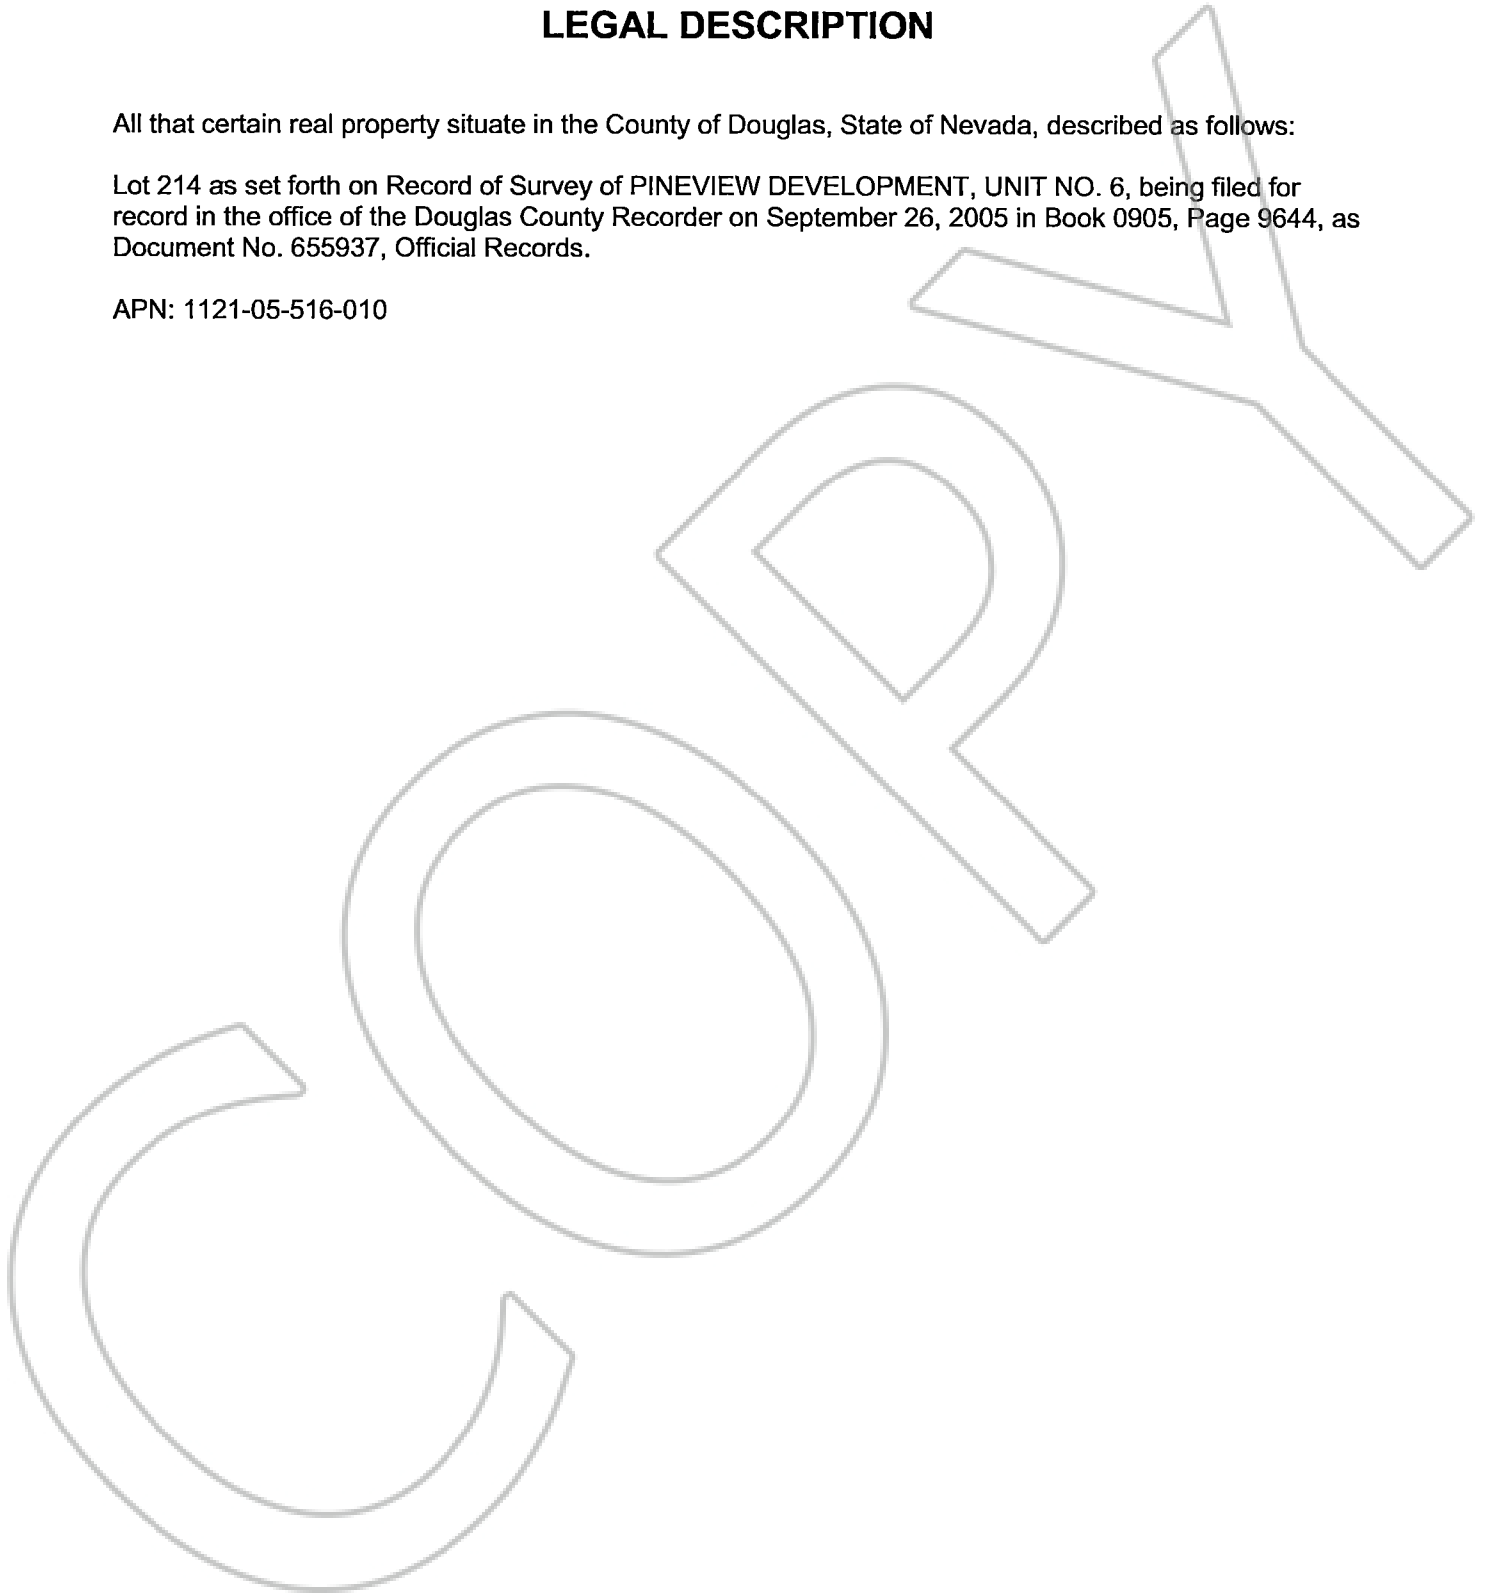 LEGAL DESCRIPTION
All that certain real property situate in the County of Douglas, State of Nevada, described as follows:
Lot 214 as set forth on Record of Survey of PINEVIEW DEVELOPMENT, UNIT NO. 6, being filed for
record in the office of the Douglas County Recorder on September 26, 2005 in Book 0905, Page 9644, as
Document No. 655937, Official Records.
APN: 1121-05-516-010
COPY